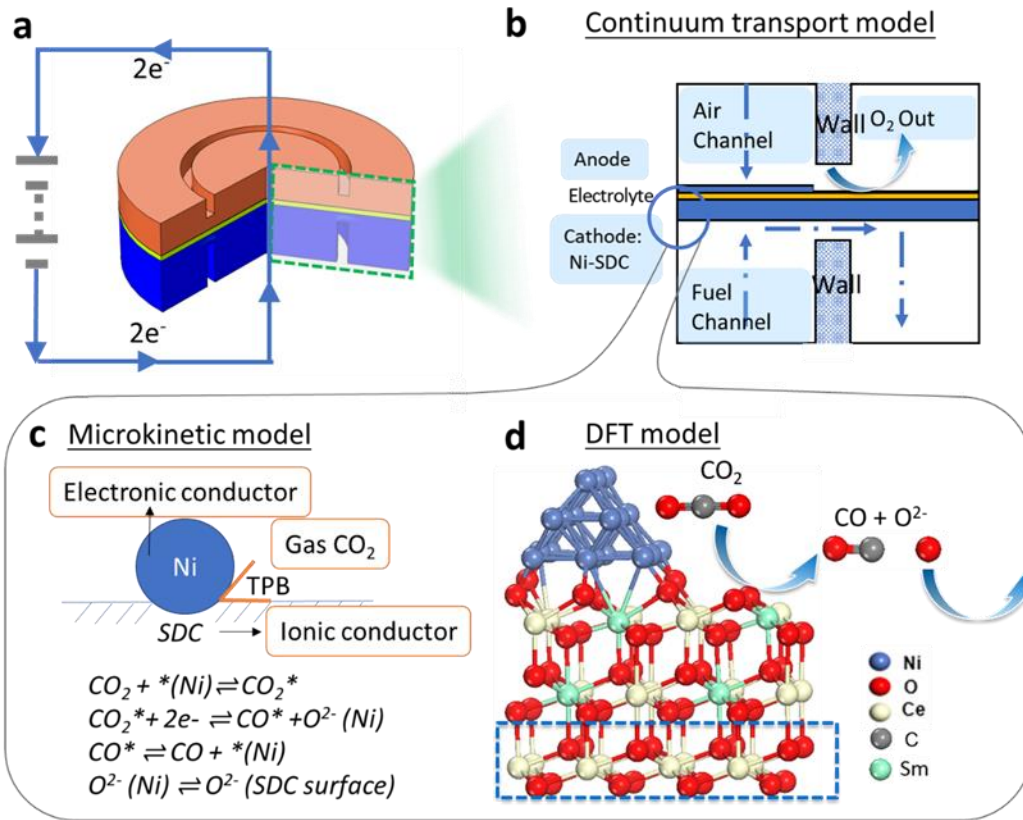 a
2e-
2e-
b
Continuum transport model
Air
Channel
Wall
O2 Out
Anode
Electrolyte
Cathode:
Ni-SDC
Fuel
Channel
Wall
c
Microkinetic model
Electronic conductor
Ni
Gas CO2
TPB
SDC
Ionic conductor
CO2 + *(Ni) ⇌ CO2*
CO2*+ 2e- ⇌ CO* +O2- (Ni)
CO* ⇌ CO + *(Ni)
O2- (Ni) ⇌ O2- (SDC surface)
d
DFT model
CO2
CO + O2-
Ni
O
Ce
C
Sm